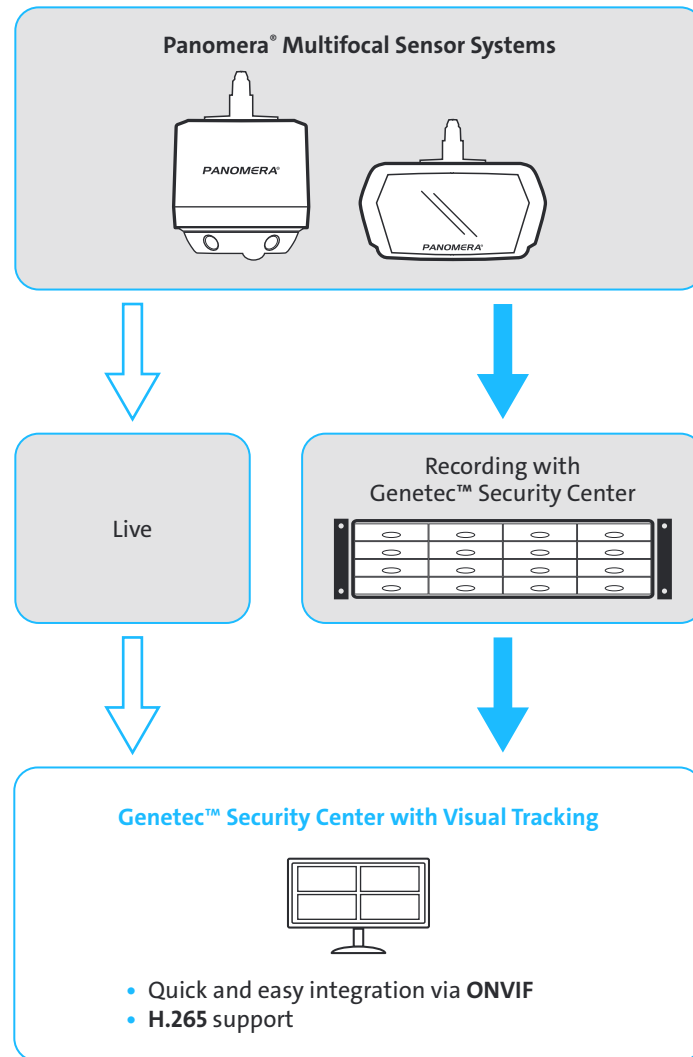 Panomera® Multifocal Sensor Systems
PANOMERA®
PANOMERA®
Live
Recording with
Genetec™ Security Center
Genetec™ Security Center with Visual Tracking
• Quick and easy integration via ONVIF
• H.265 support